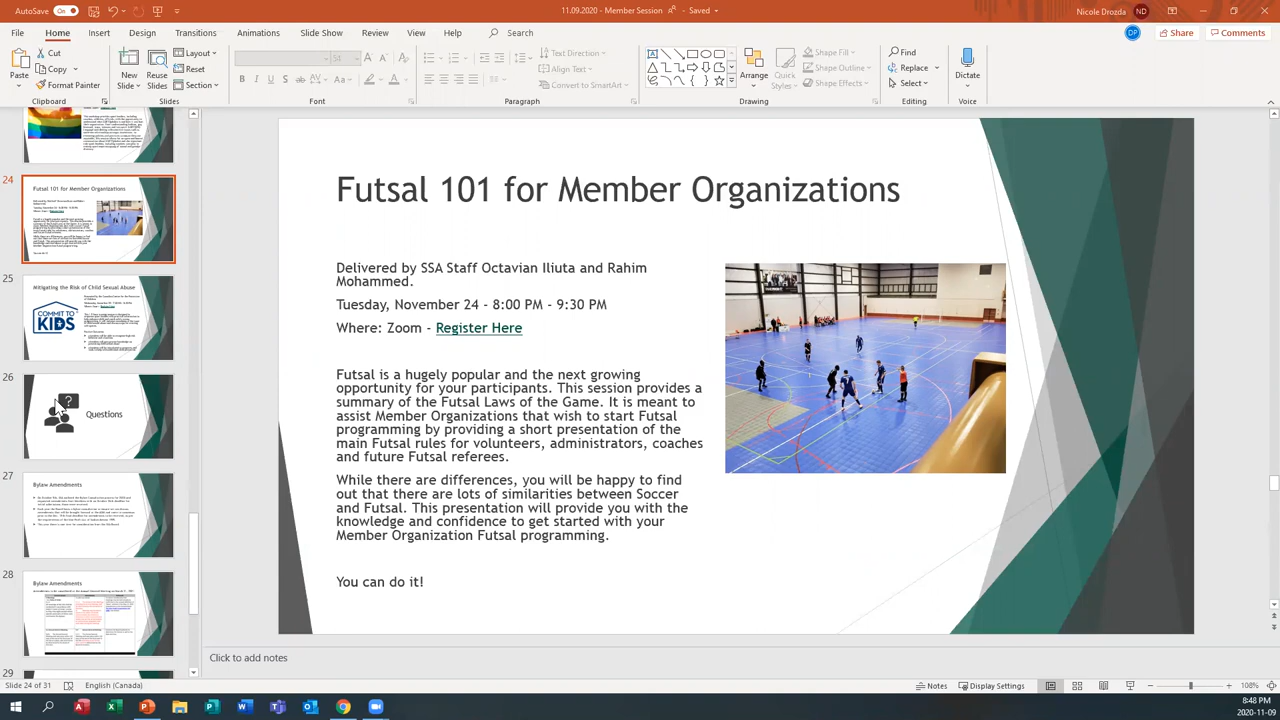 AutoSave
On
11.09.2020 - Member Session
- Saved
Nicole Drozda
ND
File
Home
Insert
Design
Transitions
Animations
Slide Show
Review
View
Help
Search
DP
Share
Comments
Paste
Cut
Copy
Format Painter
Clipboard
New
Slide
Reuse
Slides
Layout
Reset
Section
Slides
Font
Text Direction
Align Text
Convert to SmartArt
Paragraph
Arrange
Quick
Styles
Shape Fill
Shape Outline
Shape Effects
Drawing
Find
Replace
Select
Editing
Dictate
Voice
24
Futsal 101 for Member Organizations
25
Mitigating the Risk of Child Sexual Abuse
COMMIT TO
KIDS
26
Questions
27
Bylaw Amendments
28
Bylaw Amendments
29
Futsal 101 for Member Organizations
Delivered by SSA Staff Octavian Iliuta and Rahim
Mohammed.
Tuesday, November 24 - 8:00 PM - 9:30 PM
Where: Zoom - Register Here
Futsal is a hugely popular and the next growing
opportunity for your participants. This session provides a
summary of the Futsal Laws of the Game. It is meant to
assist Member Organizations that wish to start Futsal
programming by providing a short presentation of the
main Futsal rules for volunteers, administrators, coaches
and future Futsal referees.
While there are differences, you will be happy to find
out that there are lots of similarities between Soccer
and Futsal. This presentation will provide you with the
knowledge and confidence to get started with your
Member Organization Futsal programming.
You can do it!
Click to add notes
Slide 24 of 31
English (Canada)
Notes
Display Settings
108%
8:48 PM
2020-11-09